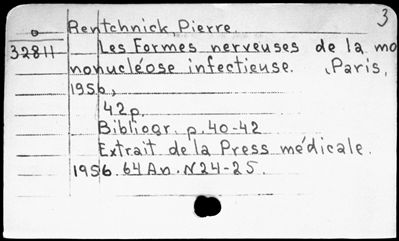 3
Rentchnick, Pierre.
32811 Les Formes nerveuses de la mo
nonucléose infectieuse. Paris,
1956,
42p.
Bibliogr. p. 40-42
Extrait de la Press médicale.
1956. 64 An. N24-25.